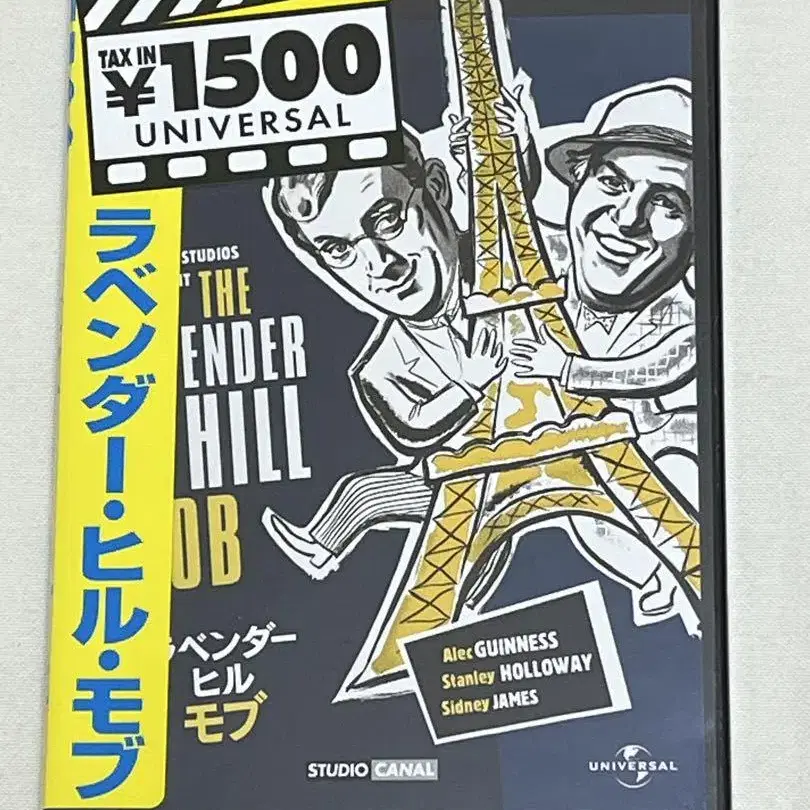 TAX IN
¥1500
UNIVERSAL
ラベンダー・ヒル・モブ
STUDIOS
THE
ENDER
HILL
OB
ベンダー
ヒル
モブ
Alec GUINNESS
Stanley HOLLOWAY
Sidney JAMES
STUDIO CANAL
UNIVERSAL